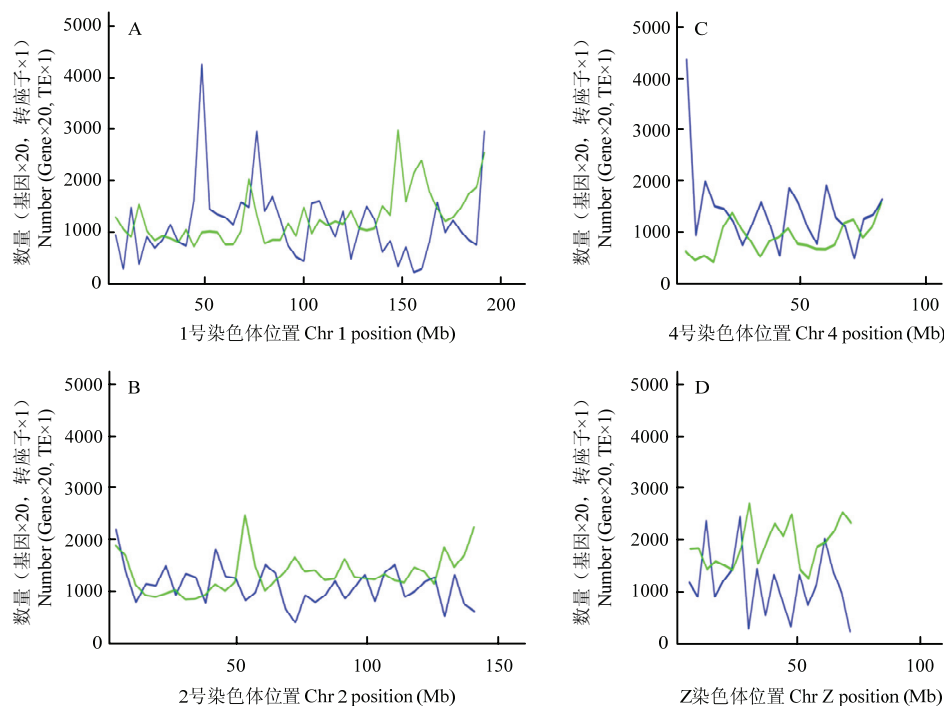 A
数量（基因×20，转座子×1）
Number (Gene×20, TE×1)
5000
4000
3000
2000
1000
0
50
100
150
200
1号染色体位置 Chr 1 position (Mb)
C
数量（基因×20，转座子×1）
Number (Gene×20, TE×1)
5000
4000
3000
2000
1000
0
50
100
4号染色体位置 Chr 4 position (Mb)
B
数量（基因×20，转座子×1）
Number (Gene×20, TE×1)
5000
4000
3000
2000
1000
0
50
100
150
2号染色体位置 Chr 2 position (Mb)
D
数量（基因×20，转座子×1）
Number (Gene×20, TE×1)
5000
4000
3000
2000
1000
0
50
100
Z染色体位置 Chr Z position (Mb)